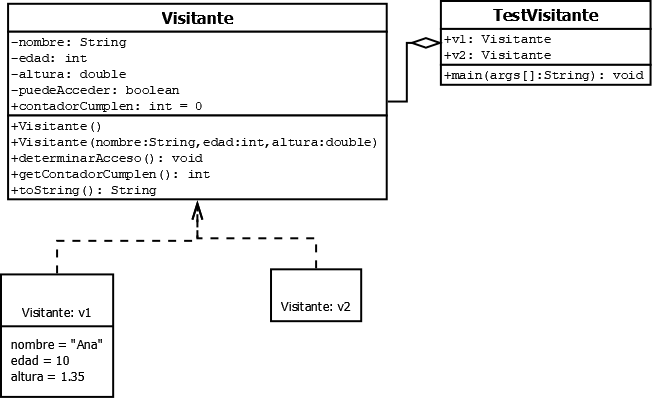 Visitante
-nombre: String
-edad: int
-altura: double
-puedeAcceder: boolean
+contadorCumplen: int = 0
+Visitante()
+Visitante(nombre:String,edad:int,altura:double)
+determinarAcceso(): void
+getContadorCumplen(): int
+toString(): String
TestVisitante
+v1: Visitante
+v2: Visitante
+main(args[]:String): void
Visitante: v1
nombre = "Ana"
edad = 10
altura = 1.35
Visitante: v2